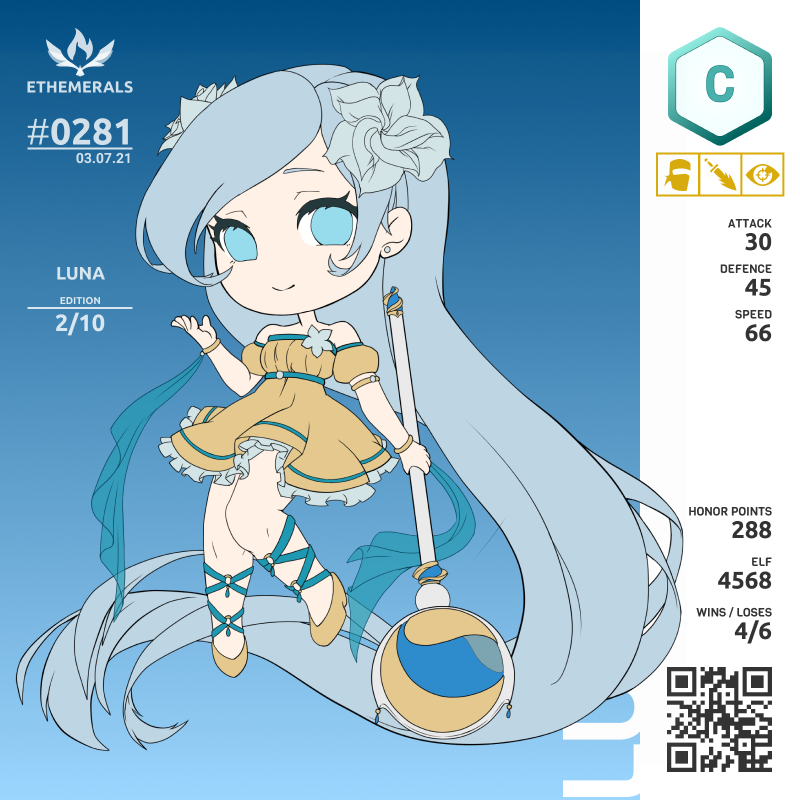 ETHEMERALS
#0281
03.07.21
LUNA
EDITION
2/10
C
ATTACK
30
DEFENCE
45
SPEED
66
HONOR POINTS
288
ELF
4568
WINS / LOSES
4/6